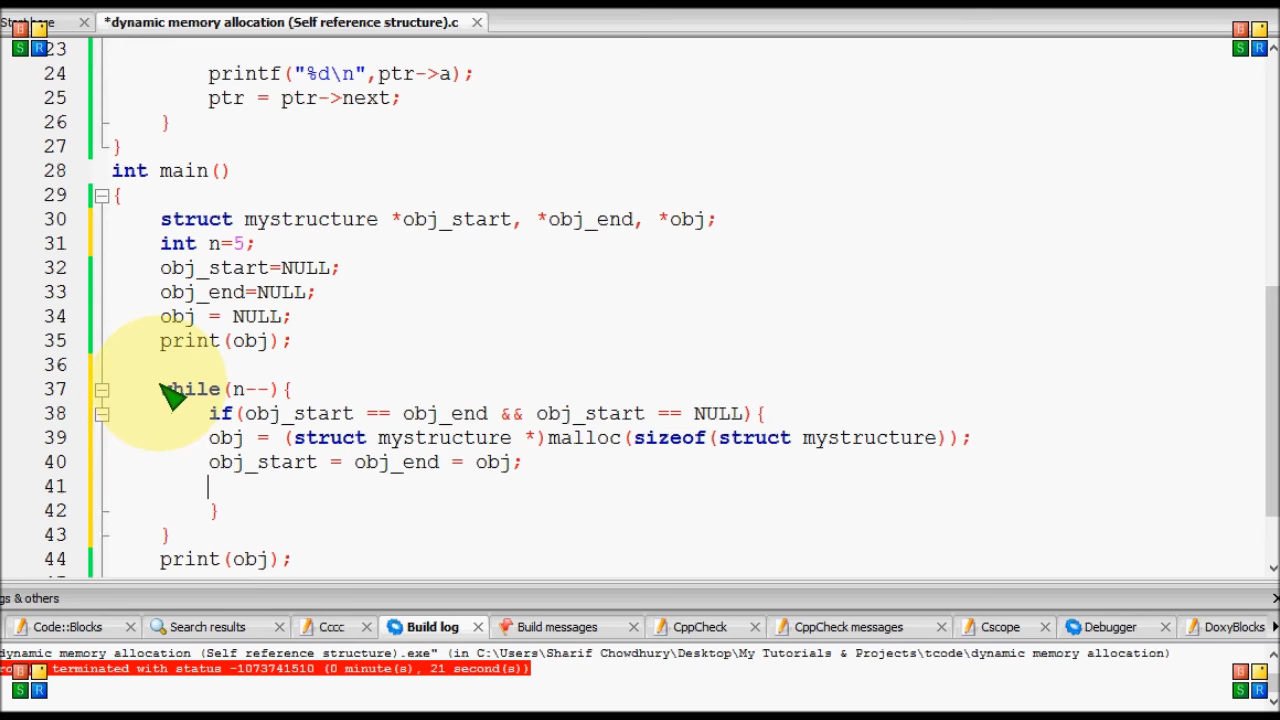 *dynamic memory allocation (Self reference structure).c
23
24 printf("%d\n",ptr->a);
25 ptr = ptr->next;
26 }
27 }
28 int main()
29 {
30 struct mystructure *obj_start, *obj_end, *obj;
31 int n=5;
32 obj_start=NULL;
33 obj_end=NULL;
34 obj = NULL;
35 print(obj);
36
37 while(n--){
38 if(obj_start == obj_end && obj_start == NULL){
39 obj = (struct mystructure *)malloc(sizeof(struct mystructure));
40 obj_start = obj_end = obj;
41
42 }
43 }
44 print(obj);
gs & others
Code::Blocks Search results Cccc Build log Build messages CppCheck CppCheck messages Cscope Debugger DoxyBlocks
dynamic memory allocation (Self reference structure).exe" (in C:\Users\Sharif Chowdhury\Desktop\My Tutorials & Projects\tcode\dynamic memory allocation)
terminated with status -1073741510 (0 minute(s), 21 second(s))
B
S R
B
S R
B
S R
B
S R